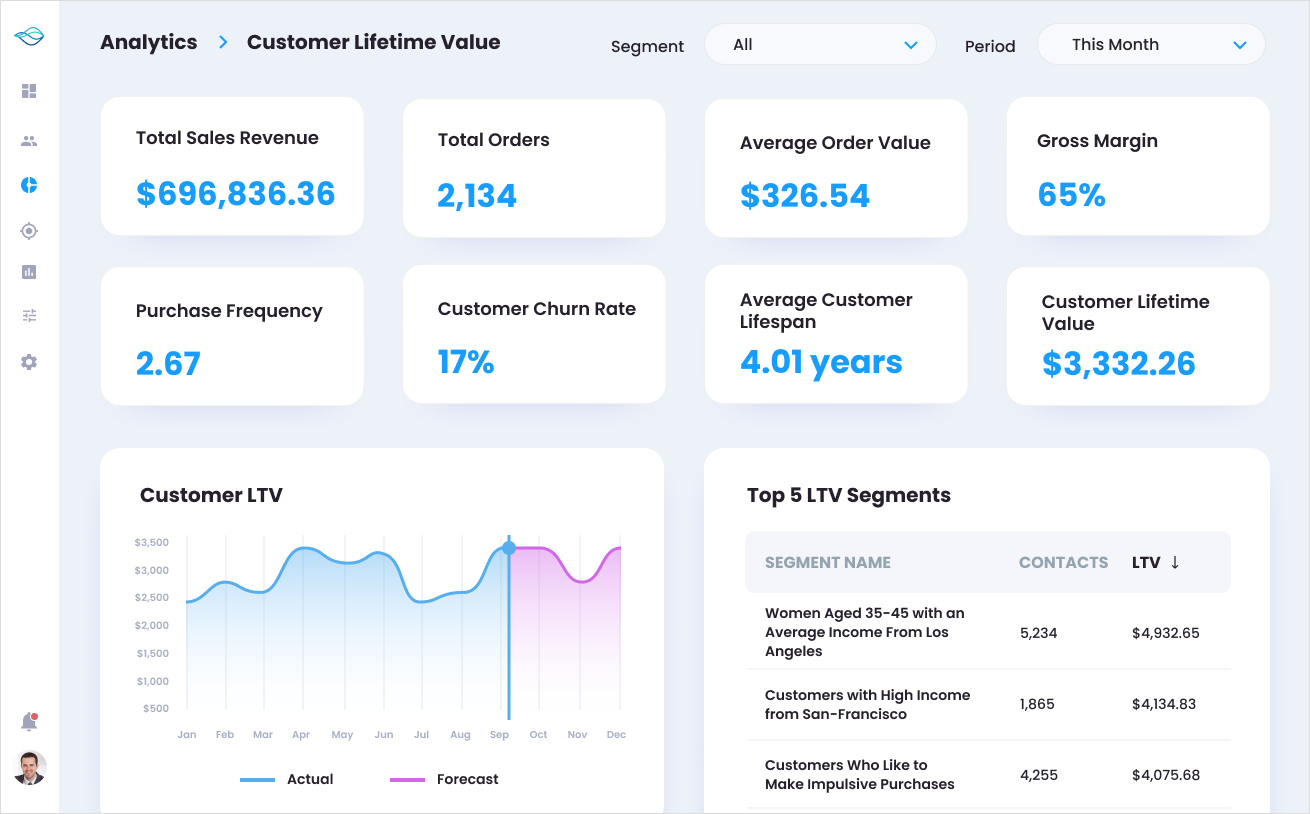 Analytics
Customer Lifetime Value
Segment
All
Period
This Month
Total Sales Revenue
$696,836.36
Total Orders
2,134
Average Order Value
$326.54
Gross Margin
65%
Purchase Frequency
2.67
Customer Churn Rate
17%
Average Customer
Lifespan
4.01 years
Customer Lifetime
Value
$3,332.26
Customer LTV
$3,500
$3,000
$2,500
$2,000
$1,500
$1,000
$500
Jan Feb Mar Apr May Jun Jul Aug Sep Oct Nov Dec
Actual
Forecast
Top 5 LTV Segments
SEGMENT NAME CONTACTS LTV ↓
Women Aged 35-45 with an
Average Income From Los
Angeles
5,234
$4,932.65
Customers with High Income
from San-Francisco
1,865
$4,134.83
Customers Who Like to
Make Impulsive Purchases
4,255
$4,075.68